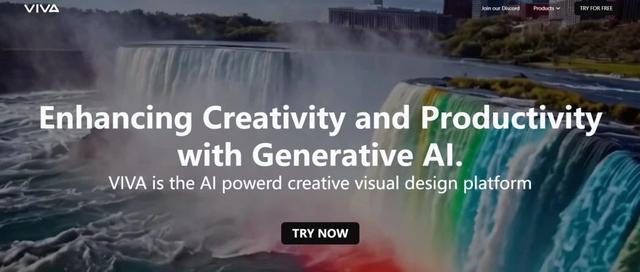 VIVA
Join our Discord Products TRY FOR FREE
Enhancing Creativity and Productivity
with Generative AI.
VIVA is the AI powerd creative visual design platform
TRY NOW